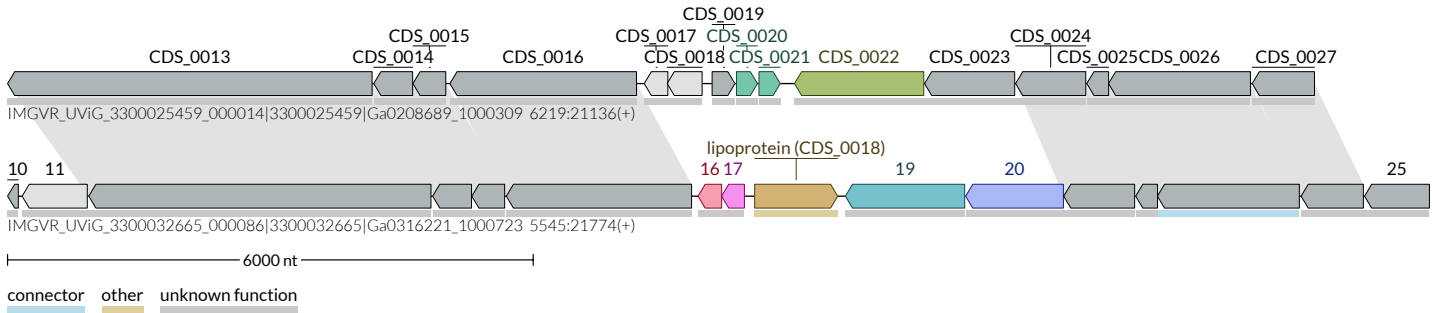 CDS_0019
CDS_0015 CDS_0017 CDS_0020 CDS_0024
CDS_0013 CDS_0014 CDS_0016 CDS_0018 CDS_0021 CDS_0022 CDS_0023 CDS_0025 CDS_0026 CDS_0027
IMGVR_UViG_3300025459_000014|3300025459|Ga0208689_1000309 6219:21136(+)
lipoprotein (CDS_0018)
10 11 16 17 19 20 25
IMGVR_UViG_3300032665_000086|3300032665|Ga0316221_1000723 5545:21774(+)
6000 nt
connector other unknown function